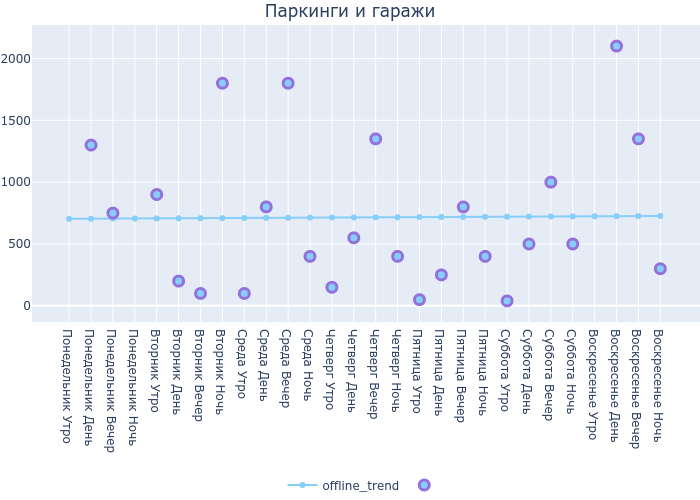 Паркинги и гаражи
2000
1500
1000
500
0
Понедельник Утро
Понедельник День
Понедельник Вечер
Понедельник Ночь
Вторник Утро
Вторник День
Вторник Вечер
Вторник Ночь
Среда Утро
Среда День
Среда Вечер
Среда Ночь
Четверг Утро
Четверг День
Четверг Вечер
Четверг Ночь
Пятница Утро
Пятница День
Пятница Вечер
Пятница Ночь
Суббота Утро
Суббота День
Суббота Вечер
Суббота Ночь
Воскресенье Утро
Воскресенье День
Воскресенье Вечер
Воскресенье Ночь
offline_trend